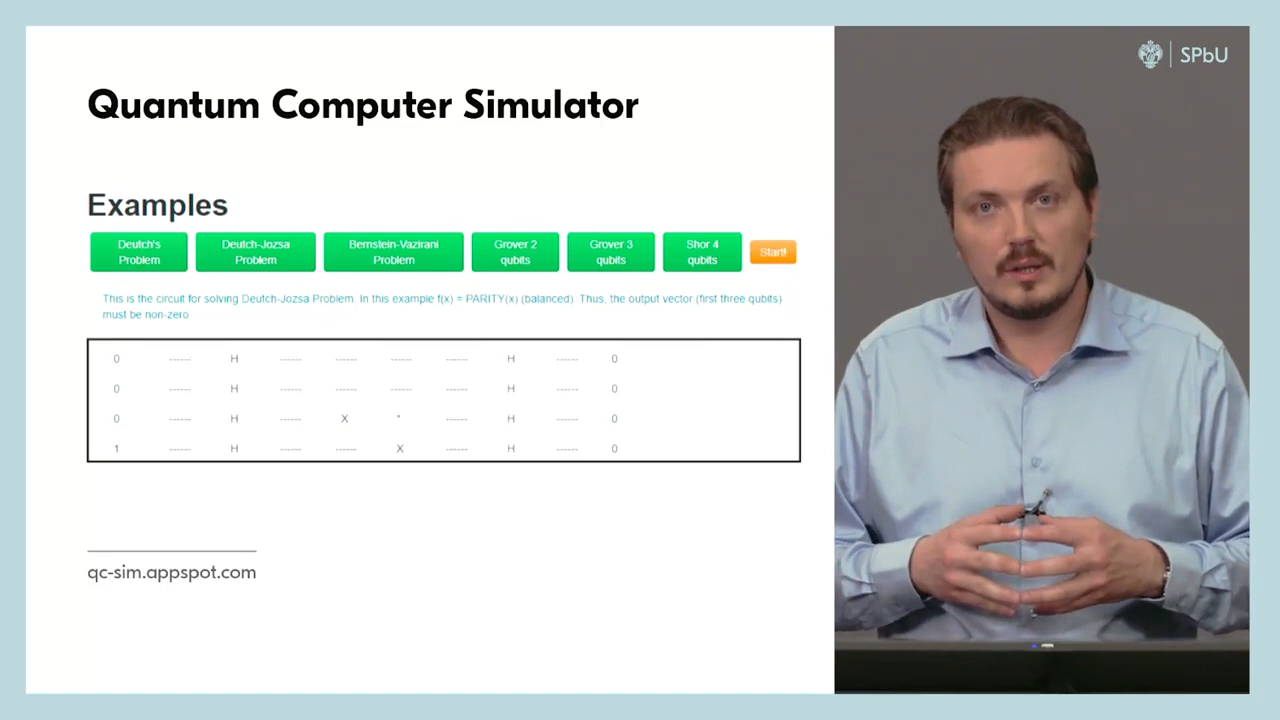 SPbU
Quantum Computer Simulator
Examples
Deutch's
Problem
Deutch-Jozsa
Problem
Bernstein-Vazirani
Problem
Grover 2
qubits
Grover 3
qubits
Shor 4
qubits
Start!
This is the circuit for solving Deutch-Jozsa Problem. In this example f(x) = PARITY(x) (balanced). Thus, the output vector (first three qubits)
must be non-zero
0 ------ H ------ ------ ------ ------ H ------ 0
0 ------ H ------ ------ ------ ------ H ------ 0
0 ------ H ------ X * ------ H ------ 0
1 ------ H ------ ------ X ------ H ------ 0
qc-sim.appspot.com